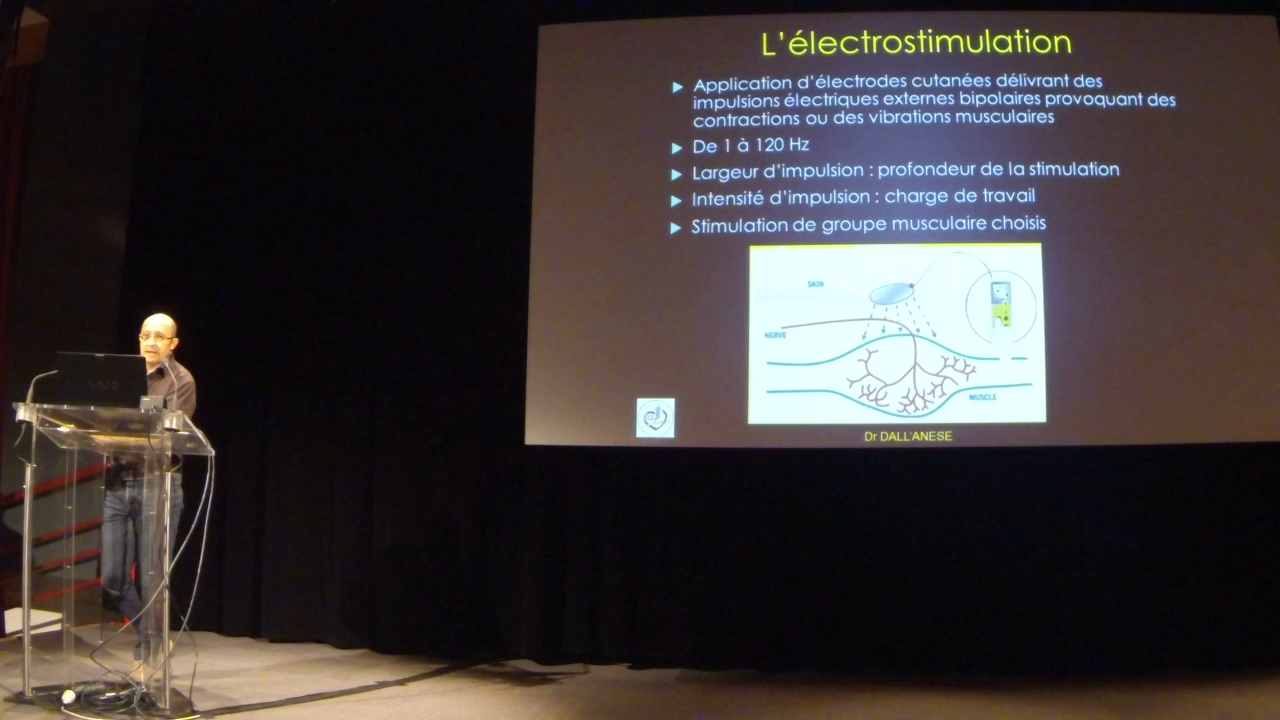 L'électrostimulation
Application d'électrodes cutanées délivrant des
impulsions électriques externes bipolaires provoquant des
contractions ou des vibrations musculaires
De 1 à 120 Hz
Largeur d'impulsion : profondeur de la stimulation
Intensité d'impulsion : charge de travail
Stimulation de groupe musculaire choisis
SKIN
NERVE
MUSCLE
Dr DALL'ANESE
VAIO